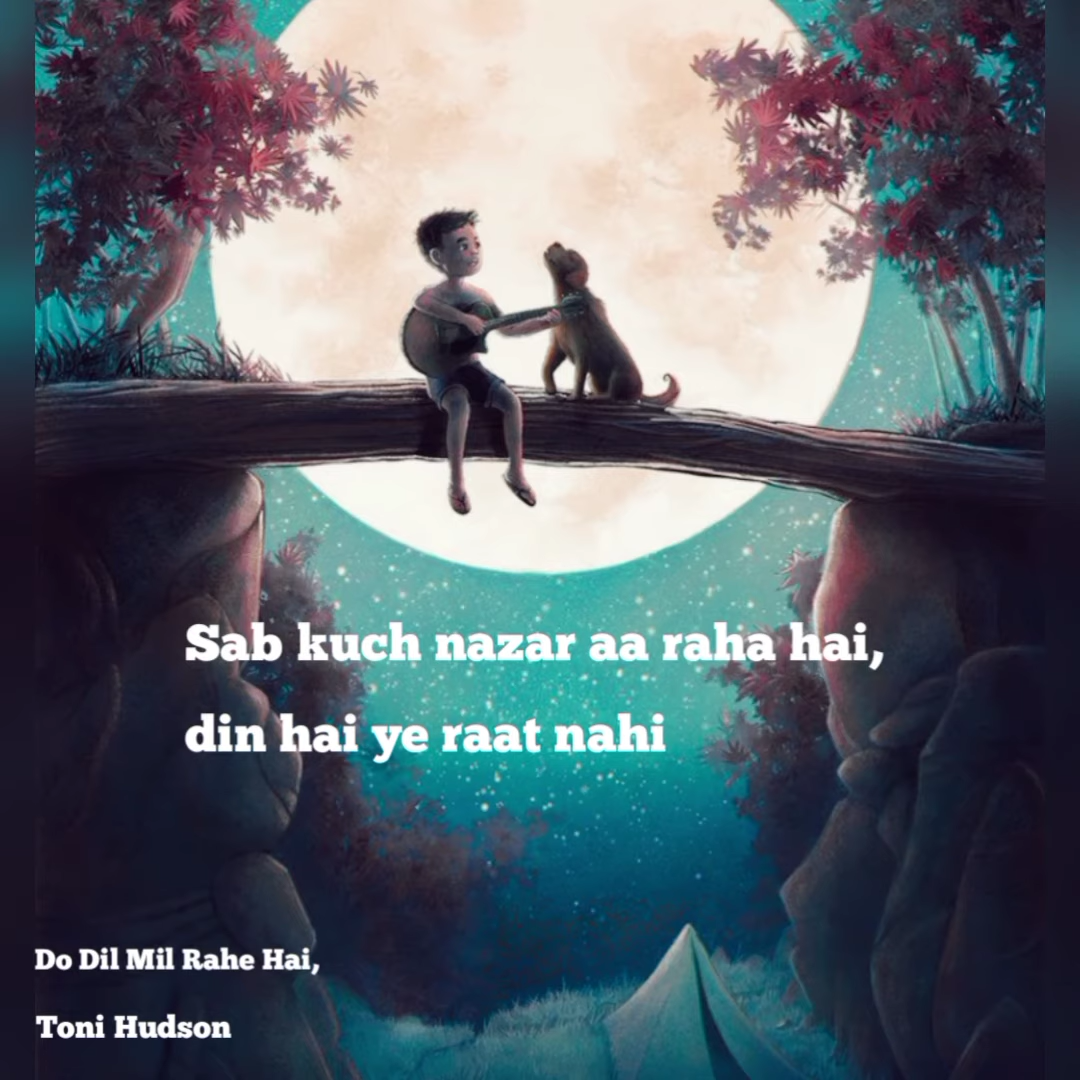 Sab kuch nazar aa raha hai,
din hai ye raat nahi
Do Dil Mil Rahe Hai,
Toni Hudson